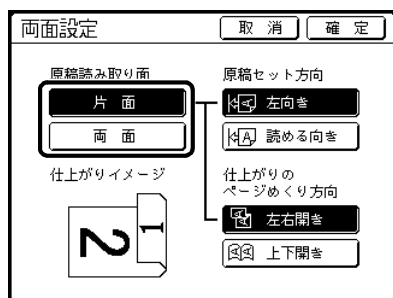 両面設定
取 消
確 定
原稿読み取り面
片 面
両 面
仕上がりイメージ
2
1
原稿セット方向
左向き
A 読める向き
仕上がりの
ページめくり方向
左右開き
上下開き